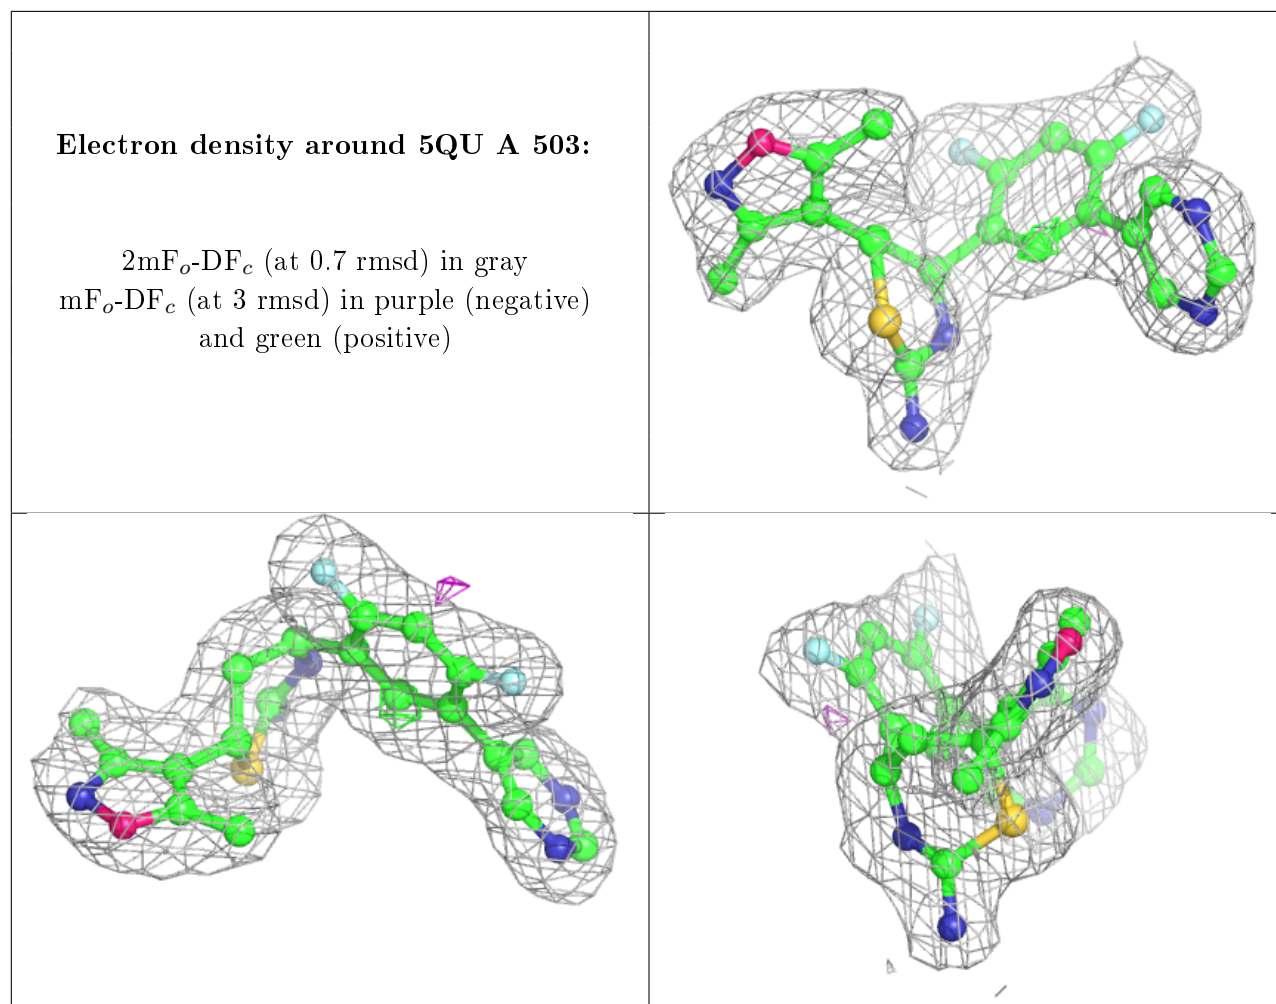 Electron density around 5QU A 503:
2mFo-DFc (at 0.7 rmsd) in gray
mFo-DFc (at 3 rmsd) in purple (negative)
and green (positive)